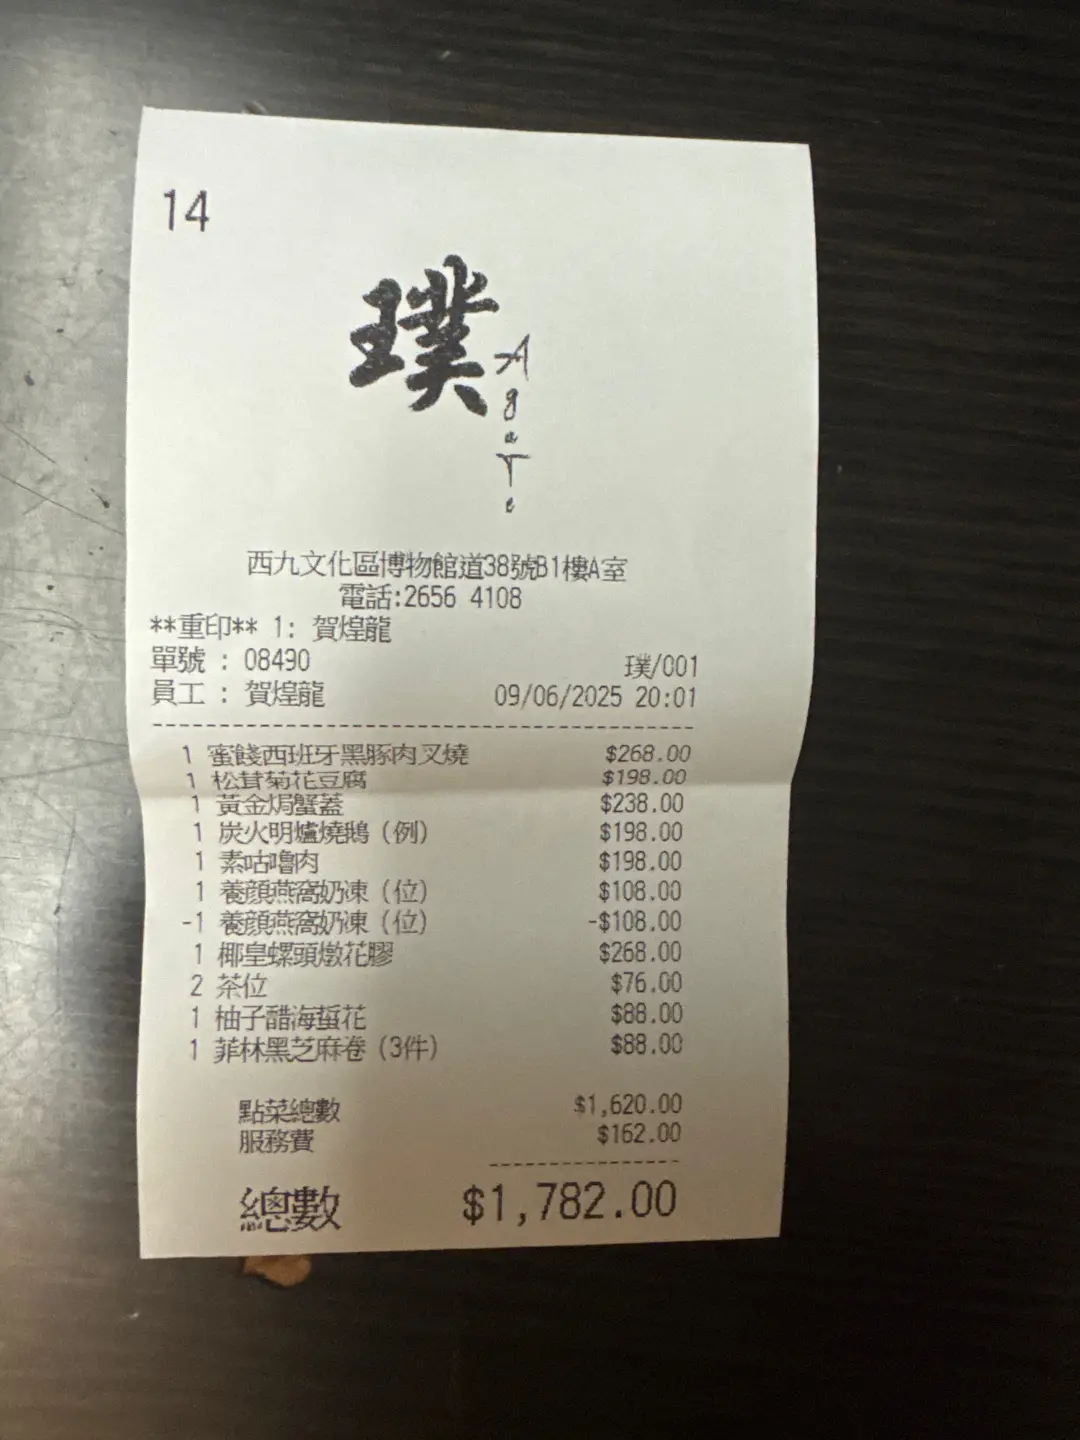 14
璞
AgaTe
西九文化區博物館道38號B1樓A室
電話:2656 4108
**重印** 1: 賀煌龍
單號 : 08490 璞/001
員工 : 賀煌龍 09/06/2025 20:01
1 蜜餞西班牙黑豚肉叉燒 $268.00
1 松茸菊花豆腐 $198.00
1 黃金焗蟹蓋 $238.00
1 炭火明爐燒鵝 (例) $198.00
1 素咕嚕肉 $198.00
1 養顏燕窩奶凍 (位) $108.00
-1 養顏燕窩奶凍 (位) -$108.00
1 椰皇螺頭燉花膠 $268.00
2 茶位 $76.00
1 柚子醋海蜇花 $88.00
1 菲林黑芝麻卷 (3件) $88.00
點菜總數 $1,620.00
服務費 $162.00
總數 $1,782.00